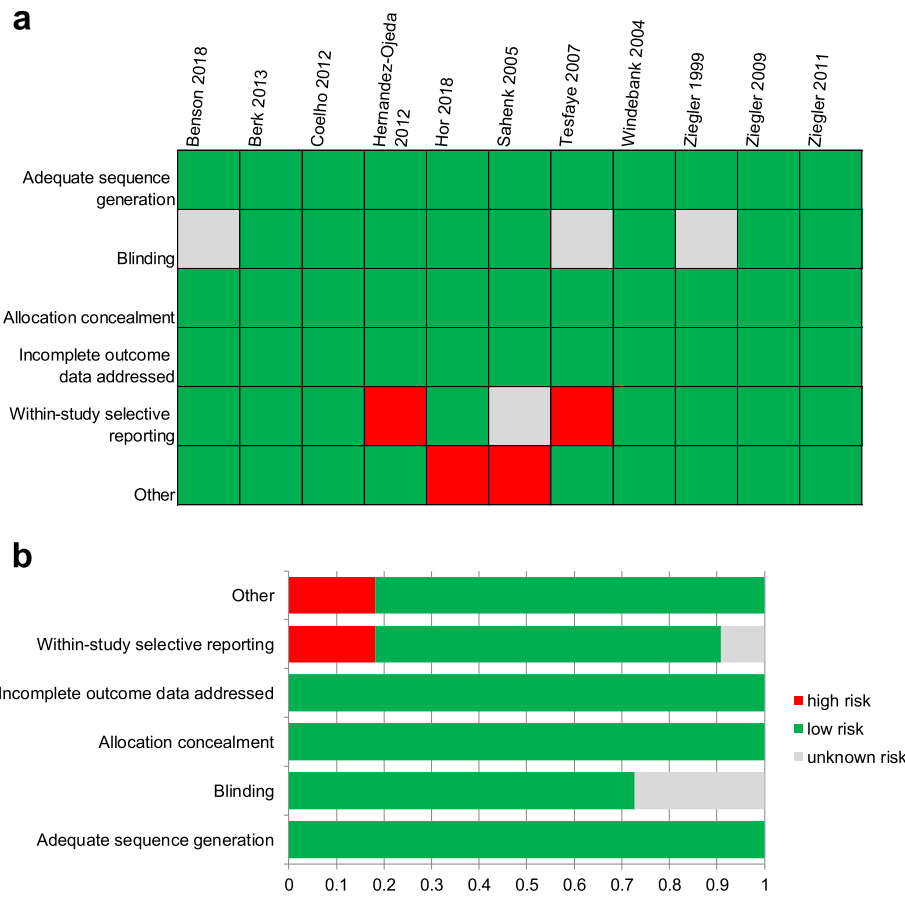 a
Benson 2018
Berk 2013
Coelho 2012
Hernandez-Ojeda
2012
Hor 2018
Sahenk 2005
Tesfaye 2007
Windebank 2004
Ziegler 1999
Ziegler 2009
Ziegler 2011
Adequate sequence
generation
Blinding
Allocation concealment
Incomplete outcome
data addressed
Within-study selective
reporting
Other
b
Other
Within-study selective reporting
Incomplete outcome data addressed
Allocation concealment
Blinding
Adequate sequence generation
high risk
low risk
unknown risk
0 0.1 0.2 0.3 0.4 0.5 0.6 0.7 0.8 0.9 1